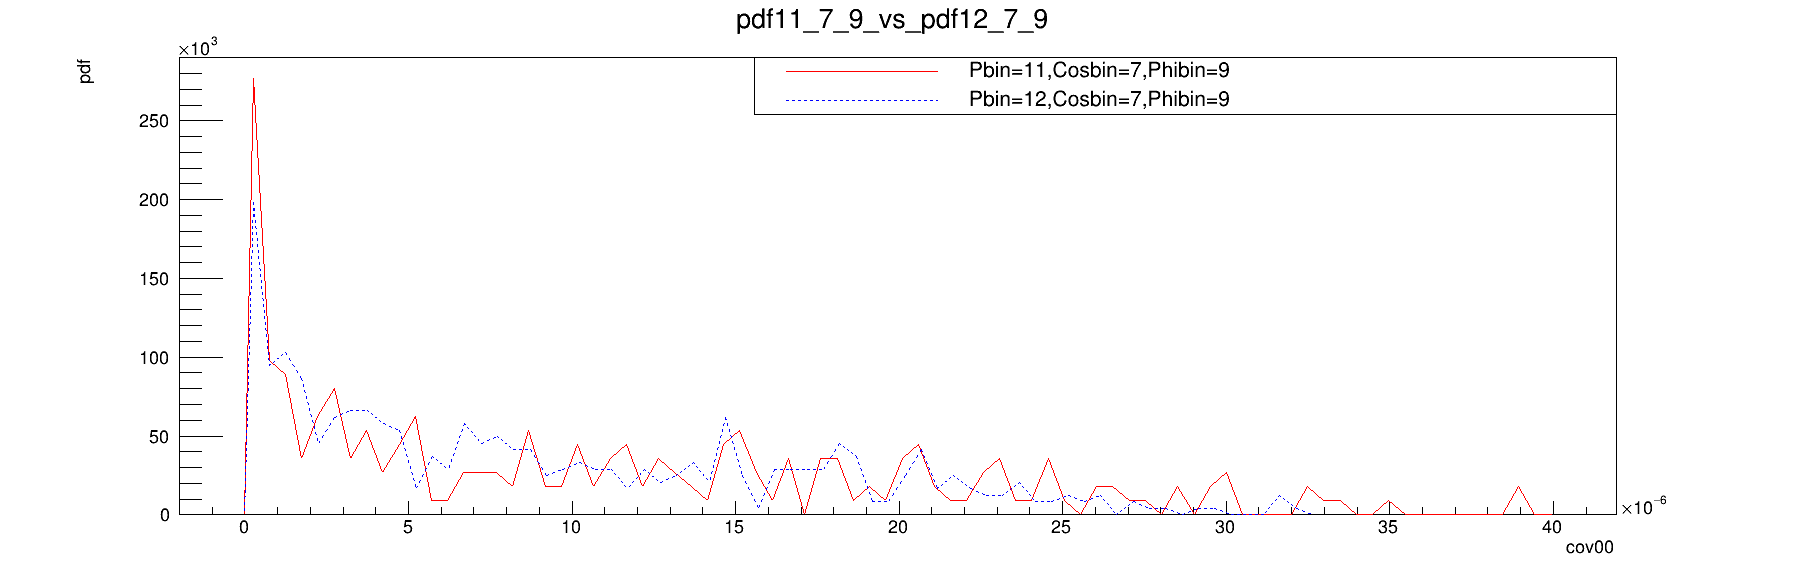 pdf11_7_9_vs_pdf12_7_9
×10³
pdf
Pbin=11,Cosbin=7,Phibin=9
Pbin=12,Cosbin=7,Phibin=9
250
200
150
100
50
0
0 5 10 15 20 25 30 35 40
×10⁻⁶
cov00